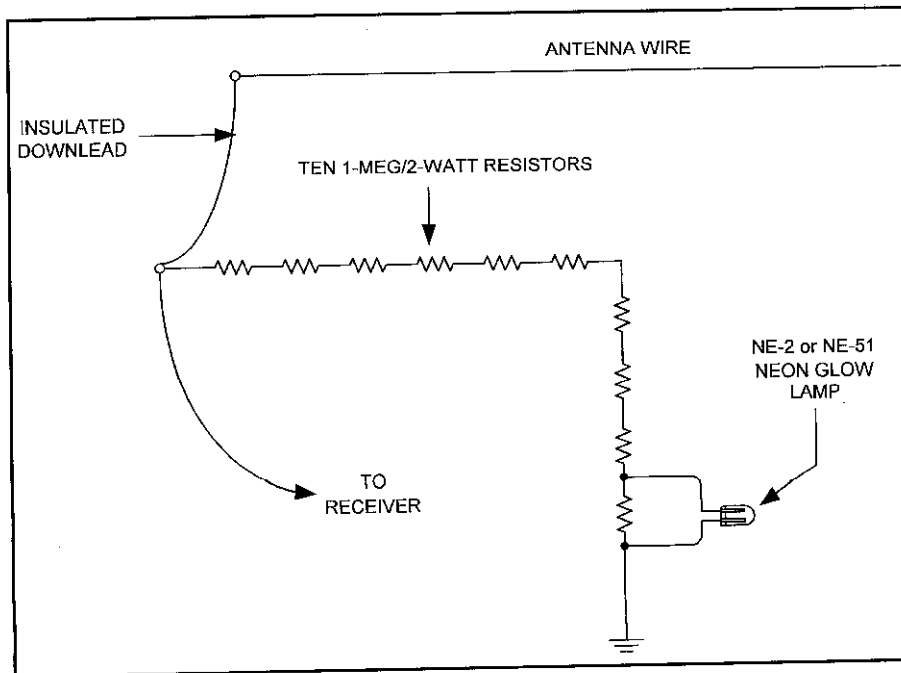 ANTENNA WIRE
INSULATED
DOWNLEAD
TEN 1-MEG/2-WATT RESISTORS
NE-2 or NE-51
NEON GLOW
LAMP
TO
RECEIVER